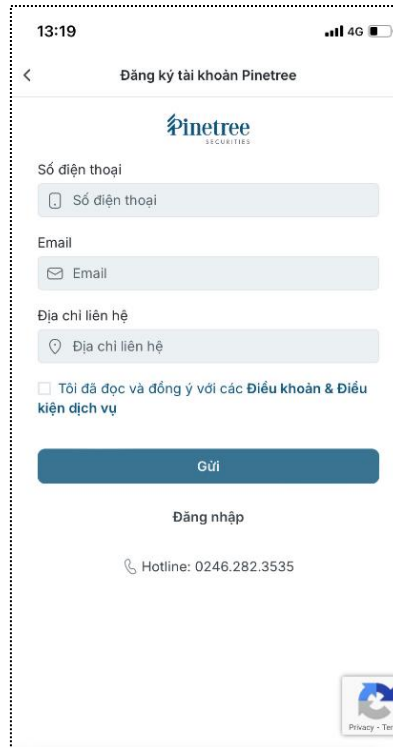 13:19
4G
Đăng ký tài khoản Pinetree
Pinetree
SECURITIES
Số điện thoại
Số điện thoại
Email
Email
Địa chỉ liên hệ
Địa chỉ liên hệ
Tôi đã đọc và đồng ý với các Điều khoản & Điều
kiện dịch vụ
Gửi
Đăng nhập
Hotline: 0246.282.3535
Privacy - Ter